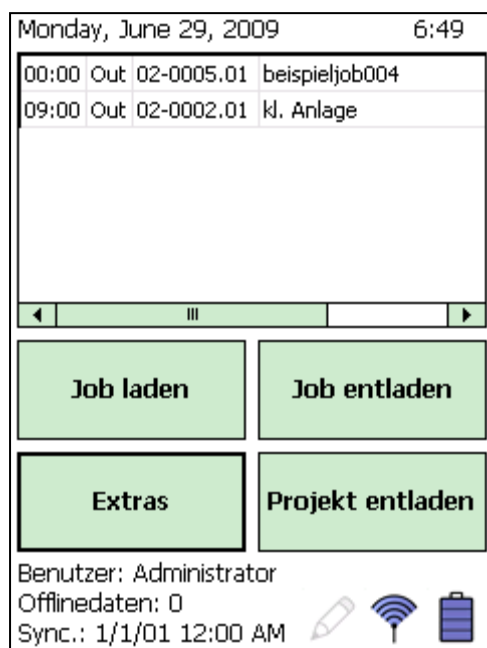 Monday, June 29, 2009 6:49
00:00 Out 02-0005.01 beispieljob004
09:00 Out 02-0002.01 kl. Anlage
Job laden Job entladen
Extras Projekt entladen
Benutzer: Administrator
Offlinedaten: 0
Sync.: 1/1/01 12:00 AM